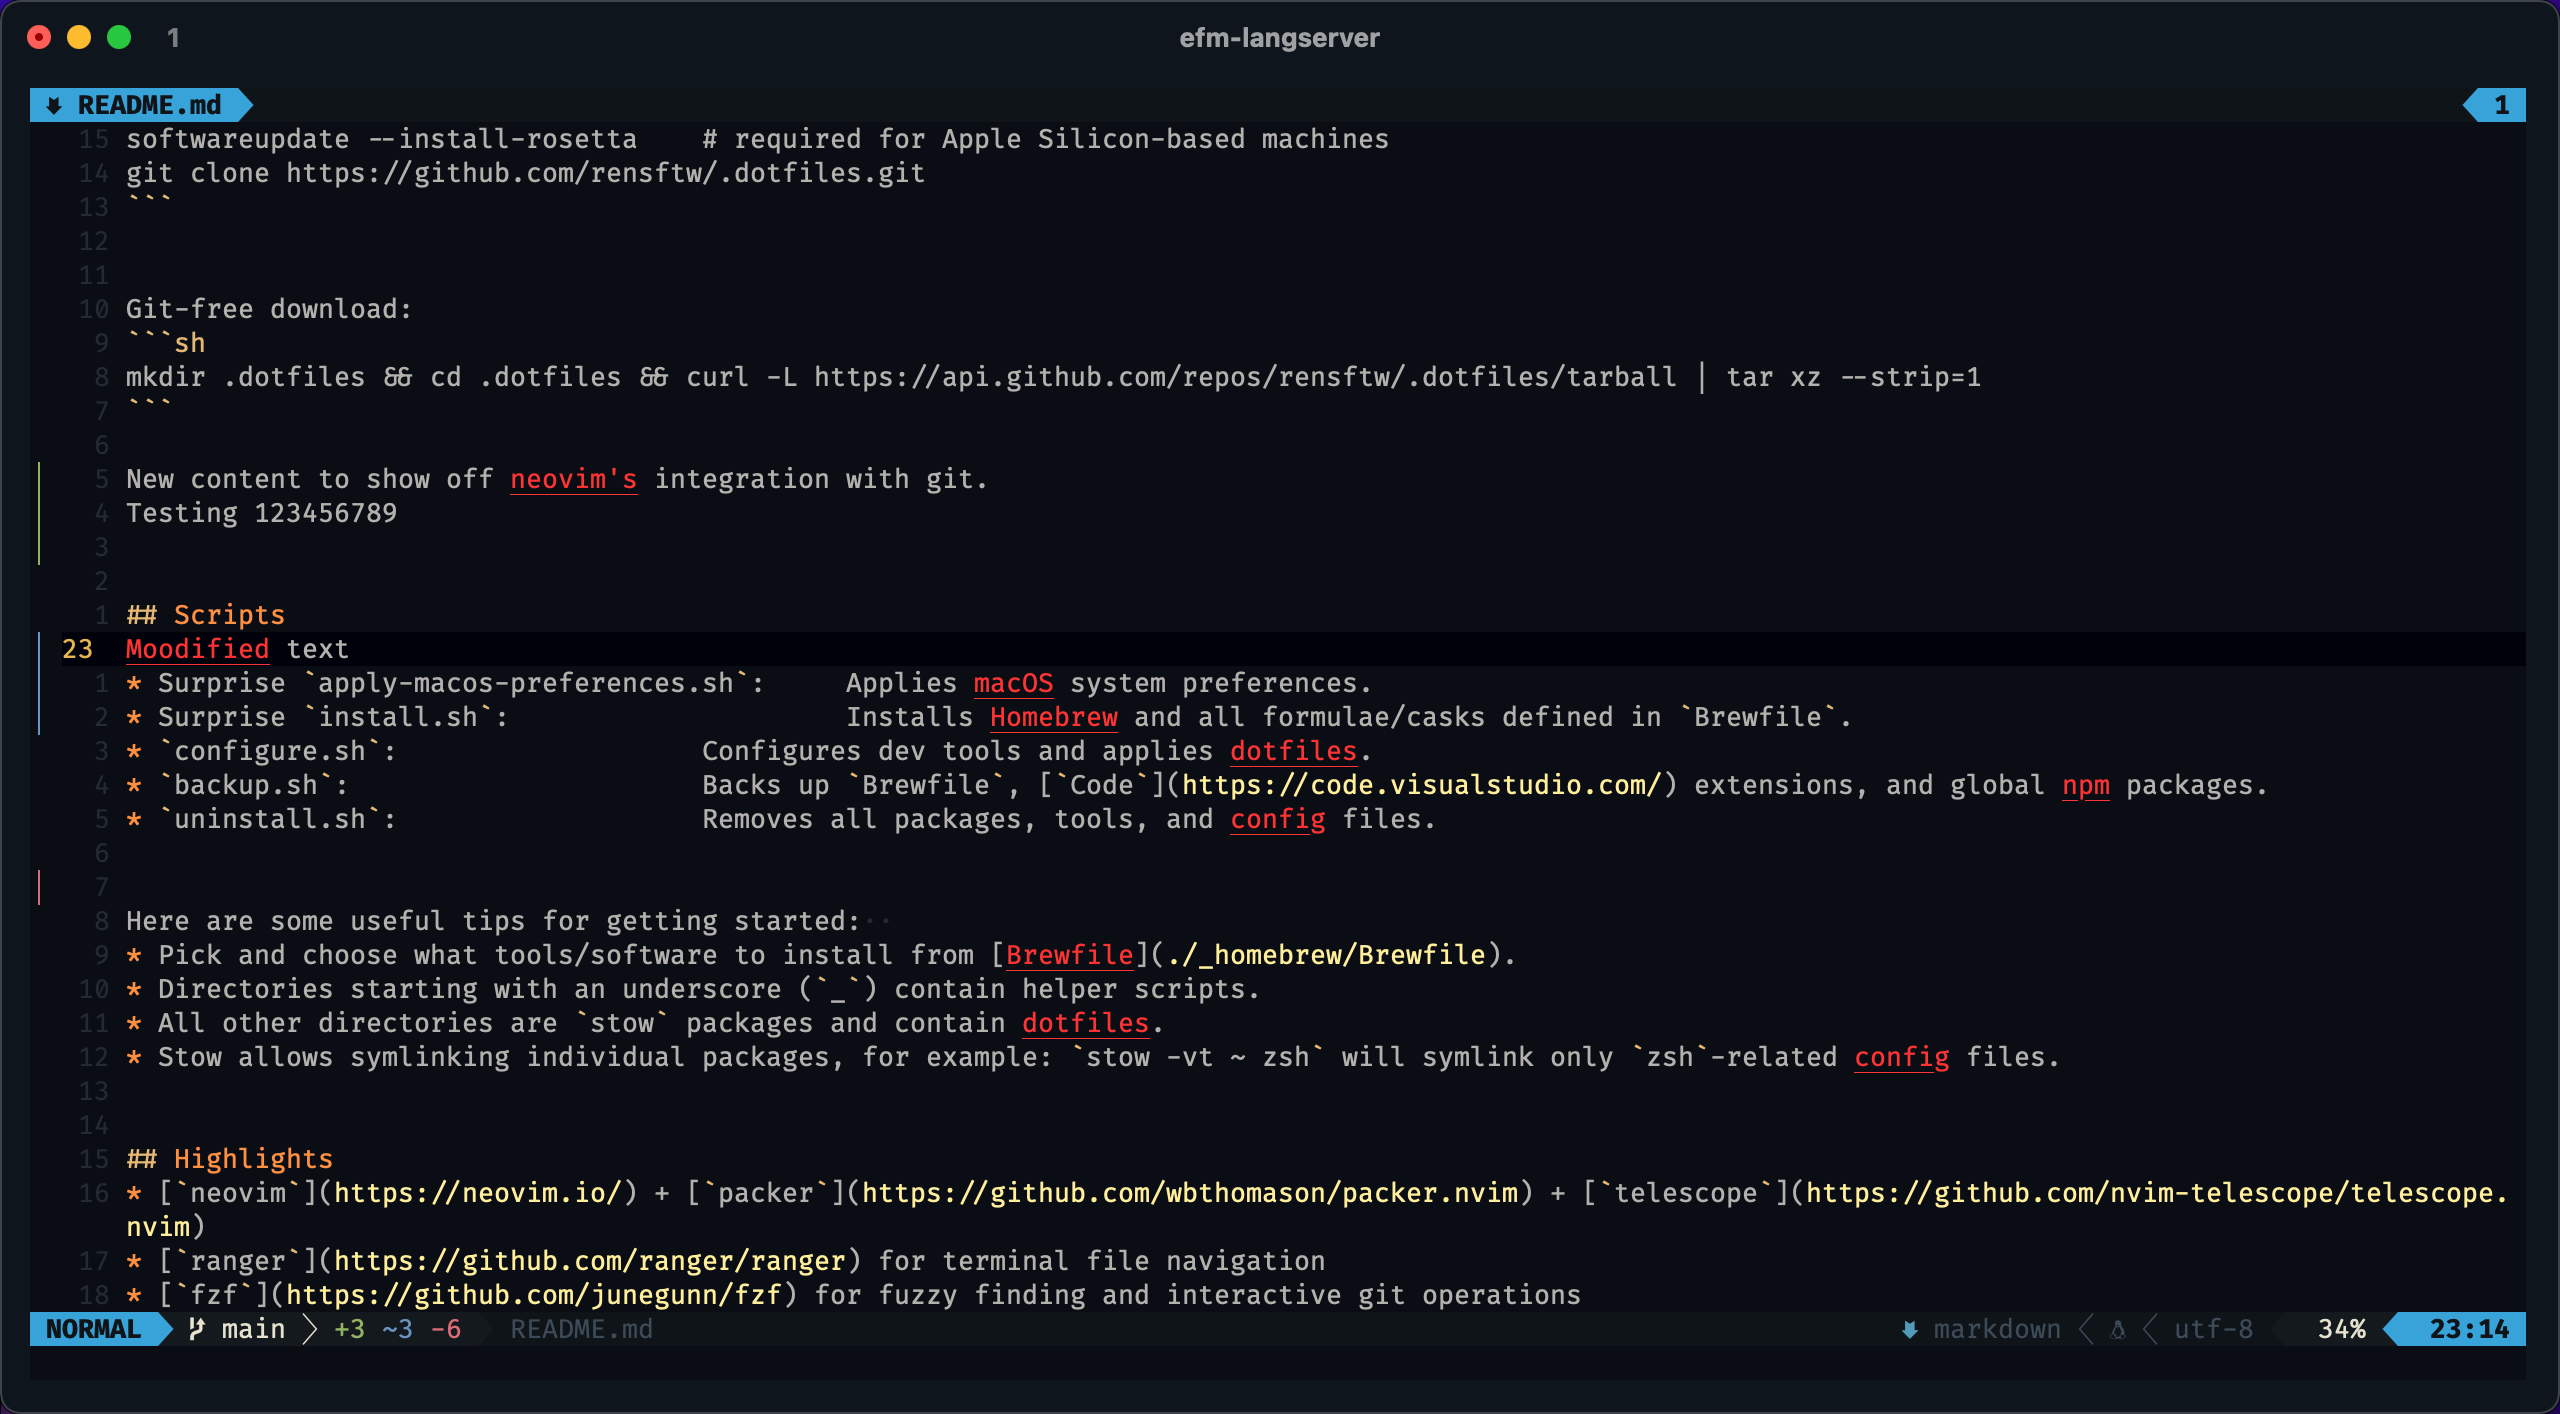 1
efm-langserver
README.md 1
15 softwareupdate --install-rosetta    # required for Apple Silicon-based machines
14 git clone https://github.com/rensftw/.dotfiles.git
13 ```
12
11
10 Git-free download:
9 ```sh
8 mkdir .dotfiles && cd .dotfiles && curl -L https://api.github.com/repos/rensftw/.dotfiles/tarball | tar xz --strip=1
7 ```
6
5 New content to show off neovim's integration with git.
4 Testing 123456789
3
2
1 ## Scripts
23 Moodified text
1 * Surprise `apply-macos-preferences.sh`:     Applies macOS system preferences.
2 * Surprise `install.sh`:                     Installs Homebrew and all formulae/casks defined in `Brewfile`.
3 * `configure.sh`:                   Configures dev tools and applies dotfiles.
4 * `backup.sh`:                      Backs up `Brewfile`, [`Code`](https://code.visualstudio.com/) extensions, and global npm packages.
5 * `uninstall.sh`:                   Removes all packages, tools, and config files.
6
7
8 Here are some useful tips for getting started:··
9 * Pick and choose what tools/software to install from [Brewfile](./_homebrew/Brewfile).
10 * Directories starting with an underscore (`_`) contain helper scripts.
11 * All other directories are `stow` packages and contain dotfiles.
12 * Stow allows symlinking individual packages, for example: `stow -vt ~ zsh` will symlink only `zsh`-related config files.
13
14
15 ## Highlights
16 * [`neovim`](https://neovim.io/) + [`packer`](https://github.com/wbthomason/packer.nvim) + [`telescope`](https://github.com/nvim-telescope/telescope.
nvim)
17 * [`ranger`](https://github.com/ranger/ranger) for terminal file navigation
18 * [`fzf`](https://github.com/junegunn/fzf) for fuzzy finding and interactive git operations
NORMAL main +3 ~3 -6 README.md markdown utf-8 34% 23:14